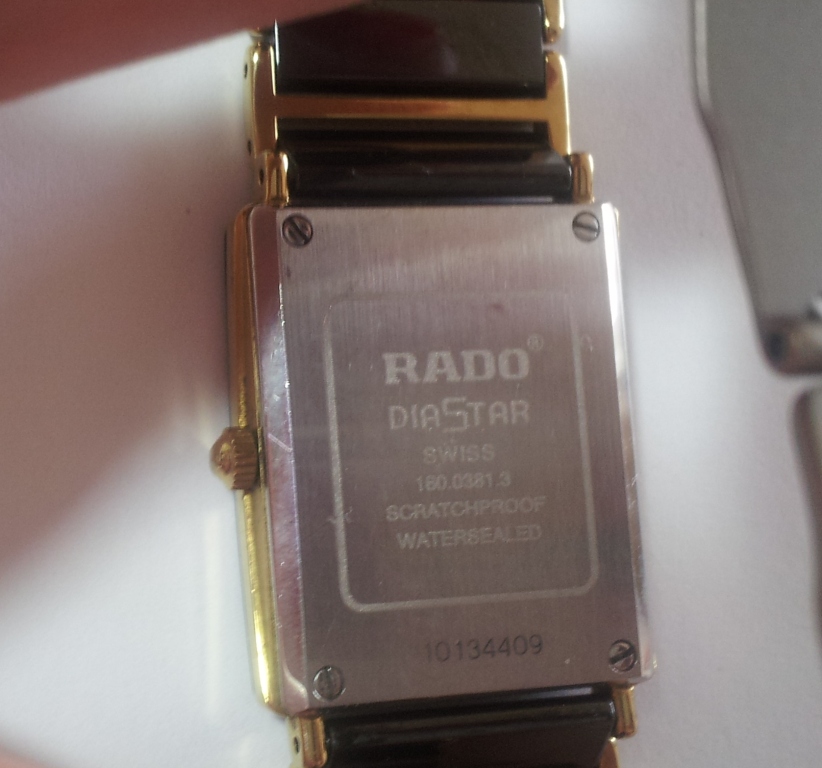 RADO®
DIASTAR
SWISS
160.0381.3
SCRATCHPROOF
WATERSEALED
10134409